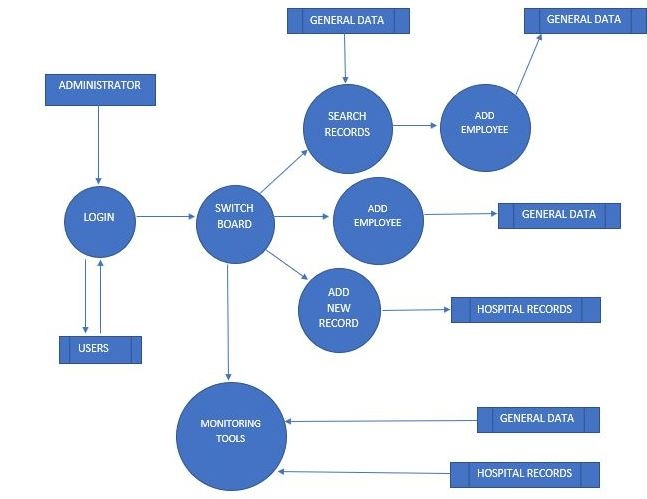 GENERAL DATA
GENERAL DATA
ADMINISTRATOR
SEARCH
RECORDS
ADD
EMPLOYEE
LOGIN
SWITCH
BOARD
ADD
EMPLOYEE
GENERAL DATA
ADD
NEW
RECORD
HOSPITAL RECORDS
USERS
MONITORING
TOOLS
GENERAL DATA
HOSPITAL RECORDS